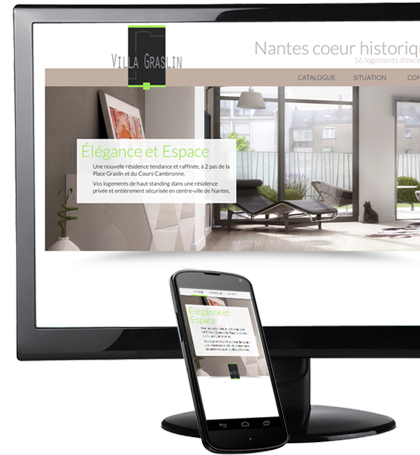 VILLA GRASLIN
Nantes coeur historiq
16 logements d'exce
CATALOGUE SITUATION CON
Élégance et Espace
Une nouvelle résidence tendance et raffinée, à 2 pas de la
Place Graslin et du Cours Cambronne.
Vos logements de haut standing dans une résidence
privée et entièrement sécurisée en centre-ville de Nantes.
Élégance et
Espace